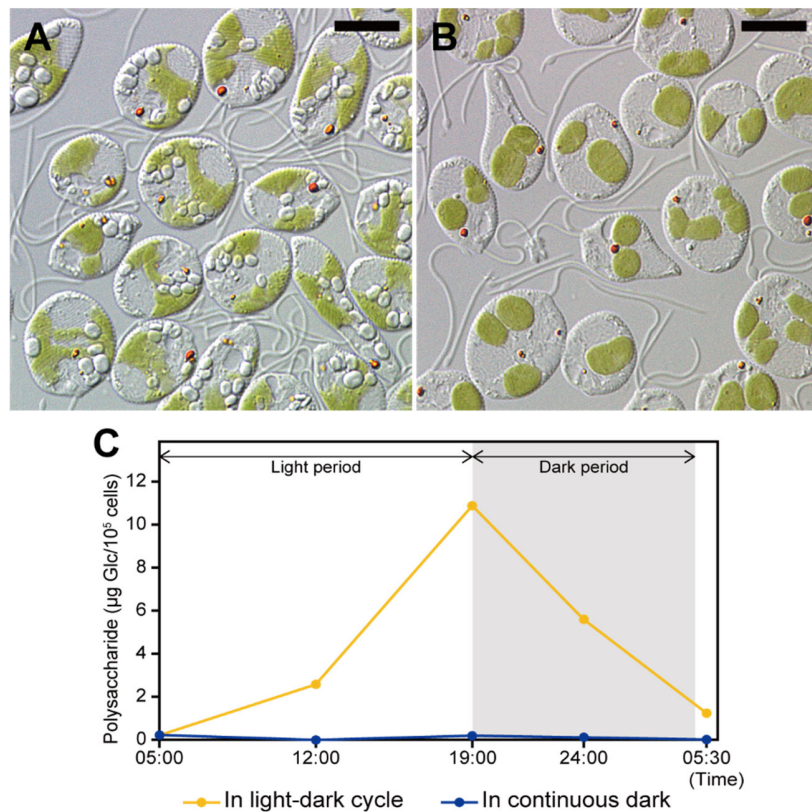 A
B
C
Polysaccharide (µg Glc/10⁵ cells)
12
10
8
6
4
2
0
Light period
Dark period
05:00
12:00
19:00
24:00
05:30
(Time)
In light-dark cycle
In continuous dark